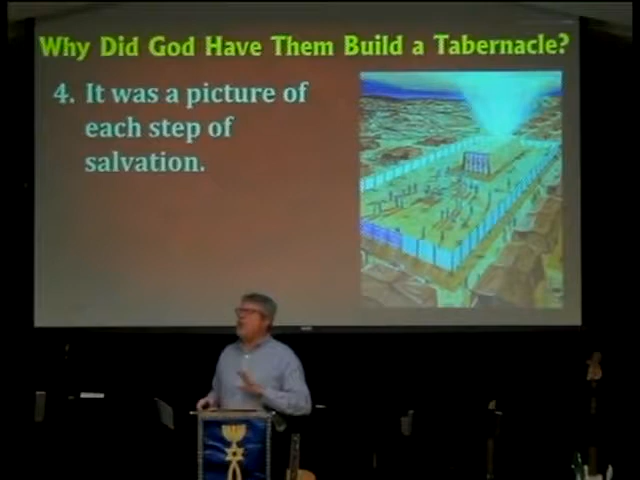 Why Did God Have Them Build a Tabernacle?
4. It was a picture of
each step of
salvation.